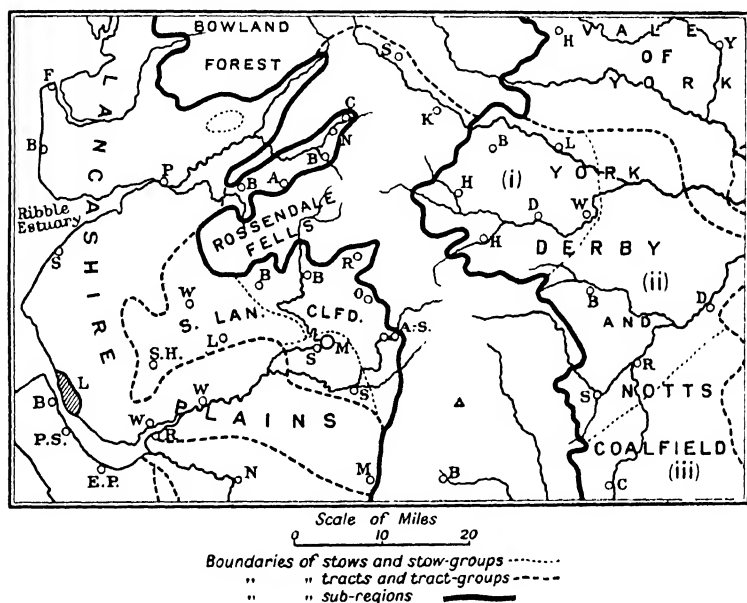 BOWLAND
FOREST
VALE
OF
YORK
H
Y
F
S
LANCASHIRE
B
C
N
K
B
A
B
L
(i)
YORK
P
B
H
D
W
Ribble
Estuary
ROSSENDALE
FELLS
H
DERBY
S
R
(ii)
B
B
B
W
O
D
S. LAN.
CLFD.
AND
L
A.-S.
S
M
S.H.
R
L
S
NOTTS
B
W
S
W
PLAINS
R
COALFIELD
P.S.
(iii)
E.P.
N
M
B
C
Scale of Miles
0 10 20
Boundaries of stows and stow-groups
" " tracts and tract-groups
" " sub-regions